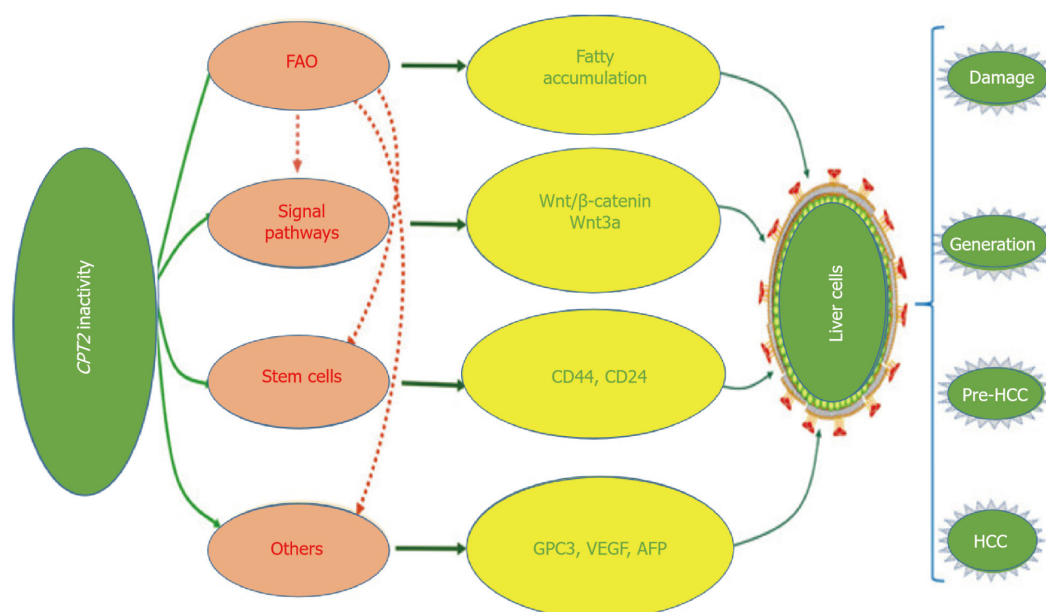 CPT2 inactivity
FAO
Signal
pathways
Stem cells
Others
Fatty
accumulation
Wnt/β-catenin
Wnt3a
CD44, CD24
GPC3, VEGF, AFP
Liver cells
Damage
Generation
Pre-HCC
HCC